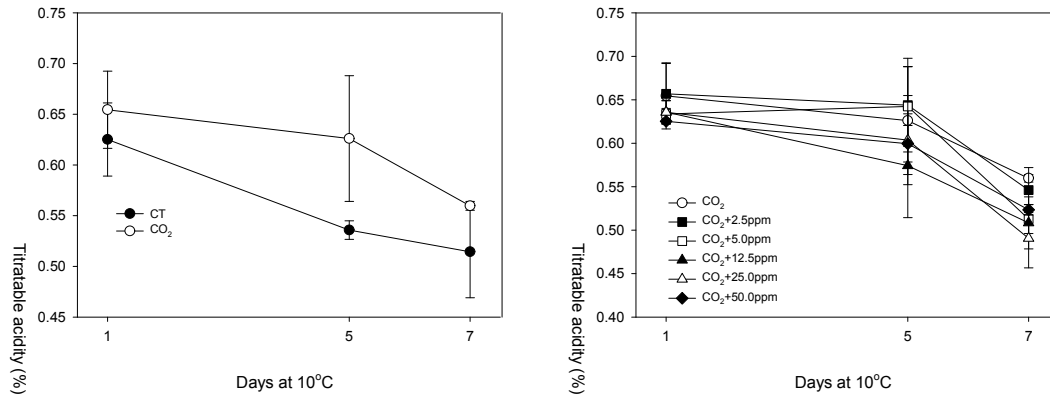 0.75
0.70
0.65
0.60
0.55
0.50
0.45
CT
CO₂
1
5
7
Titratable acidity (%)
Days at 10°C
0.75
0.70
0.65
0.60
0.55
0.50
0.45
0.40
CO₂
CO₂+2.5ppm
CO₂+5.0ppm
CO₂+12.5ppm
CO₂+25.0ppm
CO₂+50.0ppm
1
5
7
Titratable acidity (%)
Days at 10°C